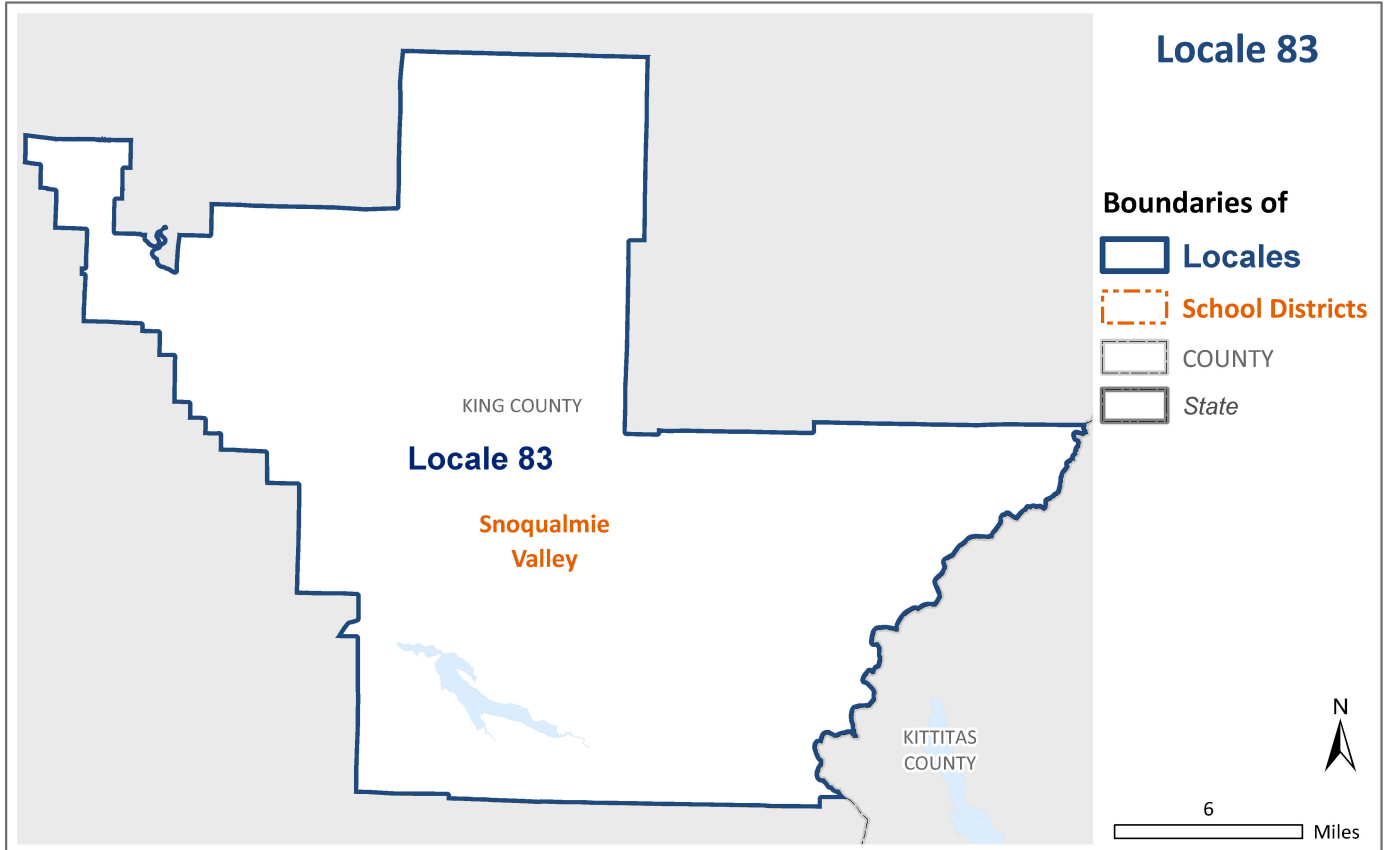 Locale 83
Boundaries of
Locales
School Districts
COUNTY
State
KING COUNTY
Locale 83
Snoqualmie
Valley
KITTITAS
COUNTY
N
6
Miles